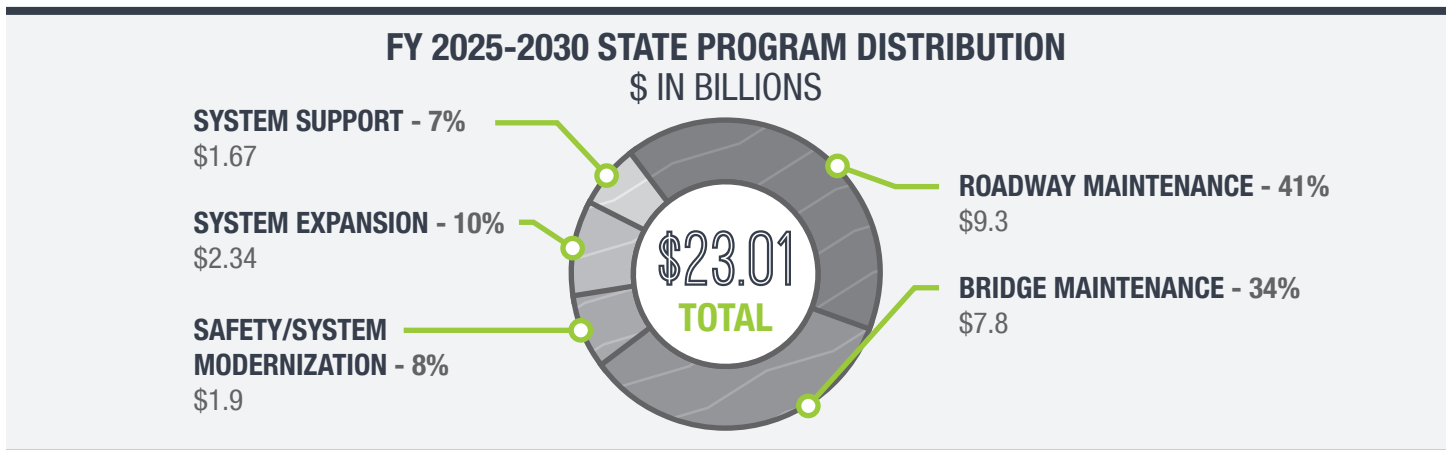 FY 2025-2030 STATE PROGRAM DISTRIBUTION
$ IN BILLIONS
SYSTEM SUPPORT - 7%
$1.67
SYSTEM EXPANSION - 10%
$2.34
SAFETY/SYSTEM
MODERNIZATION - 8%
$1.9
$23.01
TOTAL
ROADWAY MAINTENANCE - 41%
$9.3
BRIDGE MAINTENANCE - 34%
$7.8